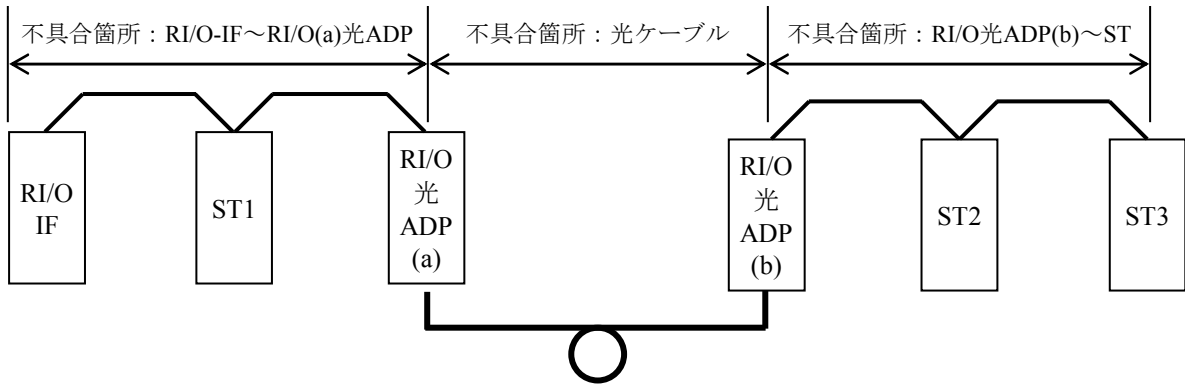 不具合箇所：RI/O-IF～RI/O(a)光ADP
不具合箇所：光ケーブル
不具合箇所：RI/O光ADP(b)～ST
RI/O
IF
ST1
RI/O
光
ADP
(a)
RI/O
光
ADP
(b)
ST2
ST3